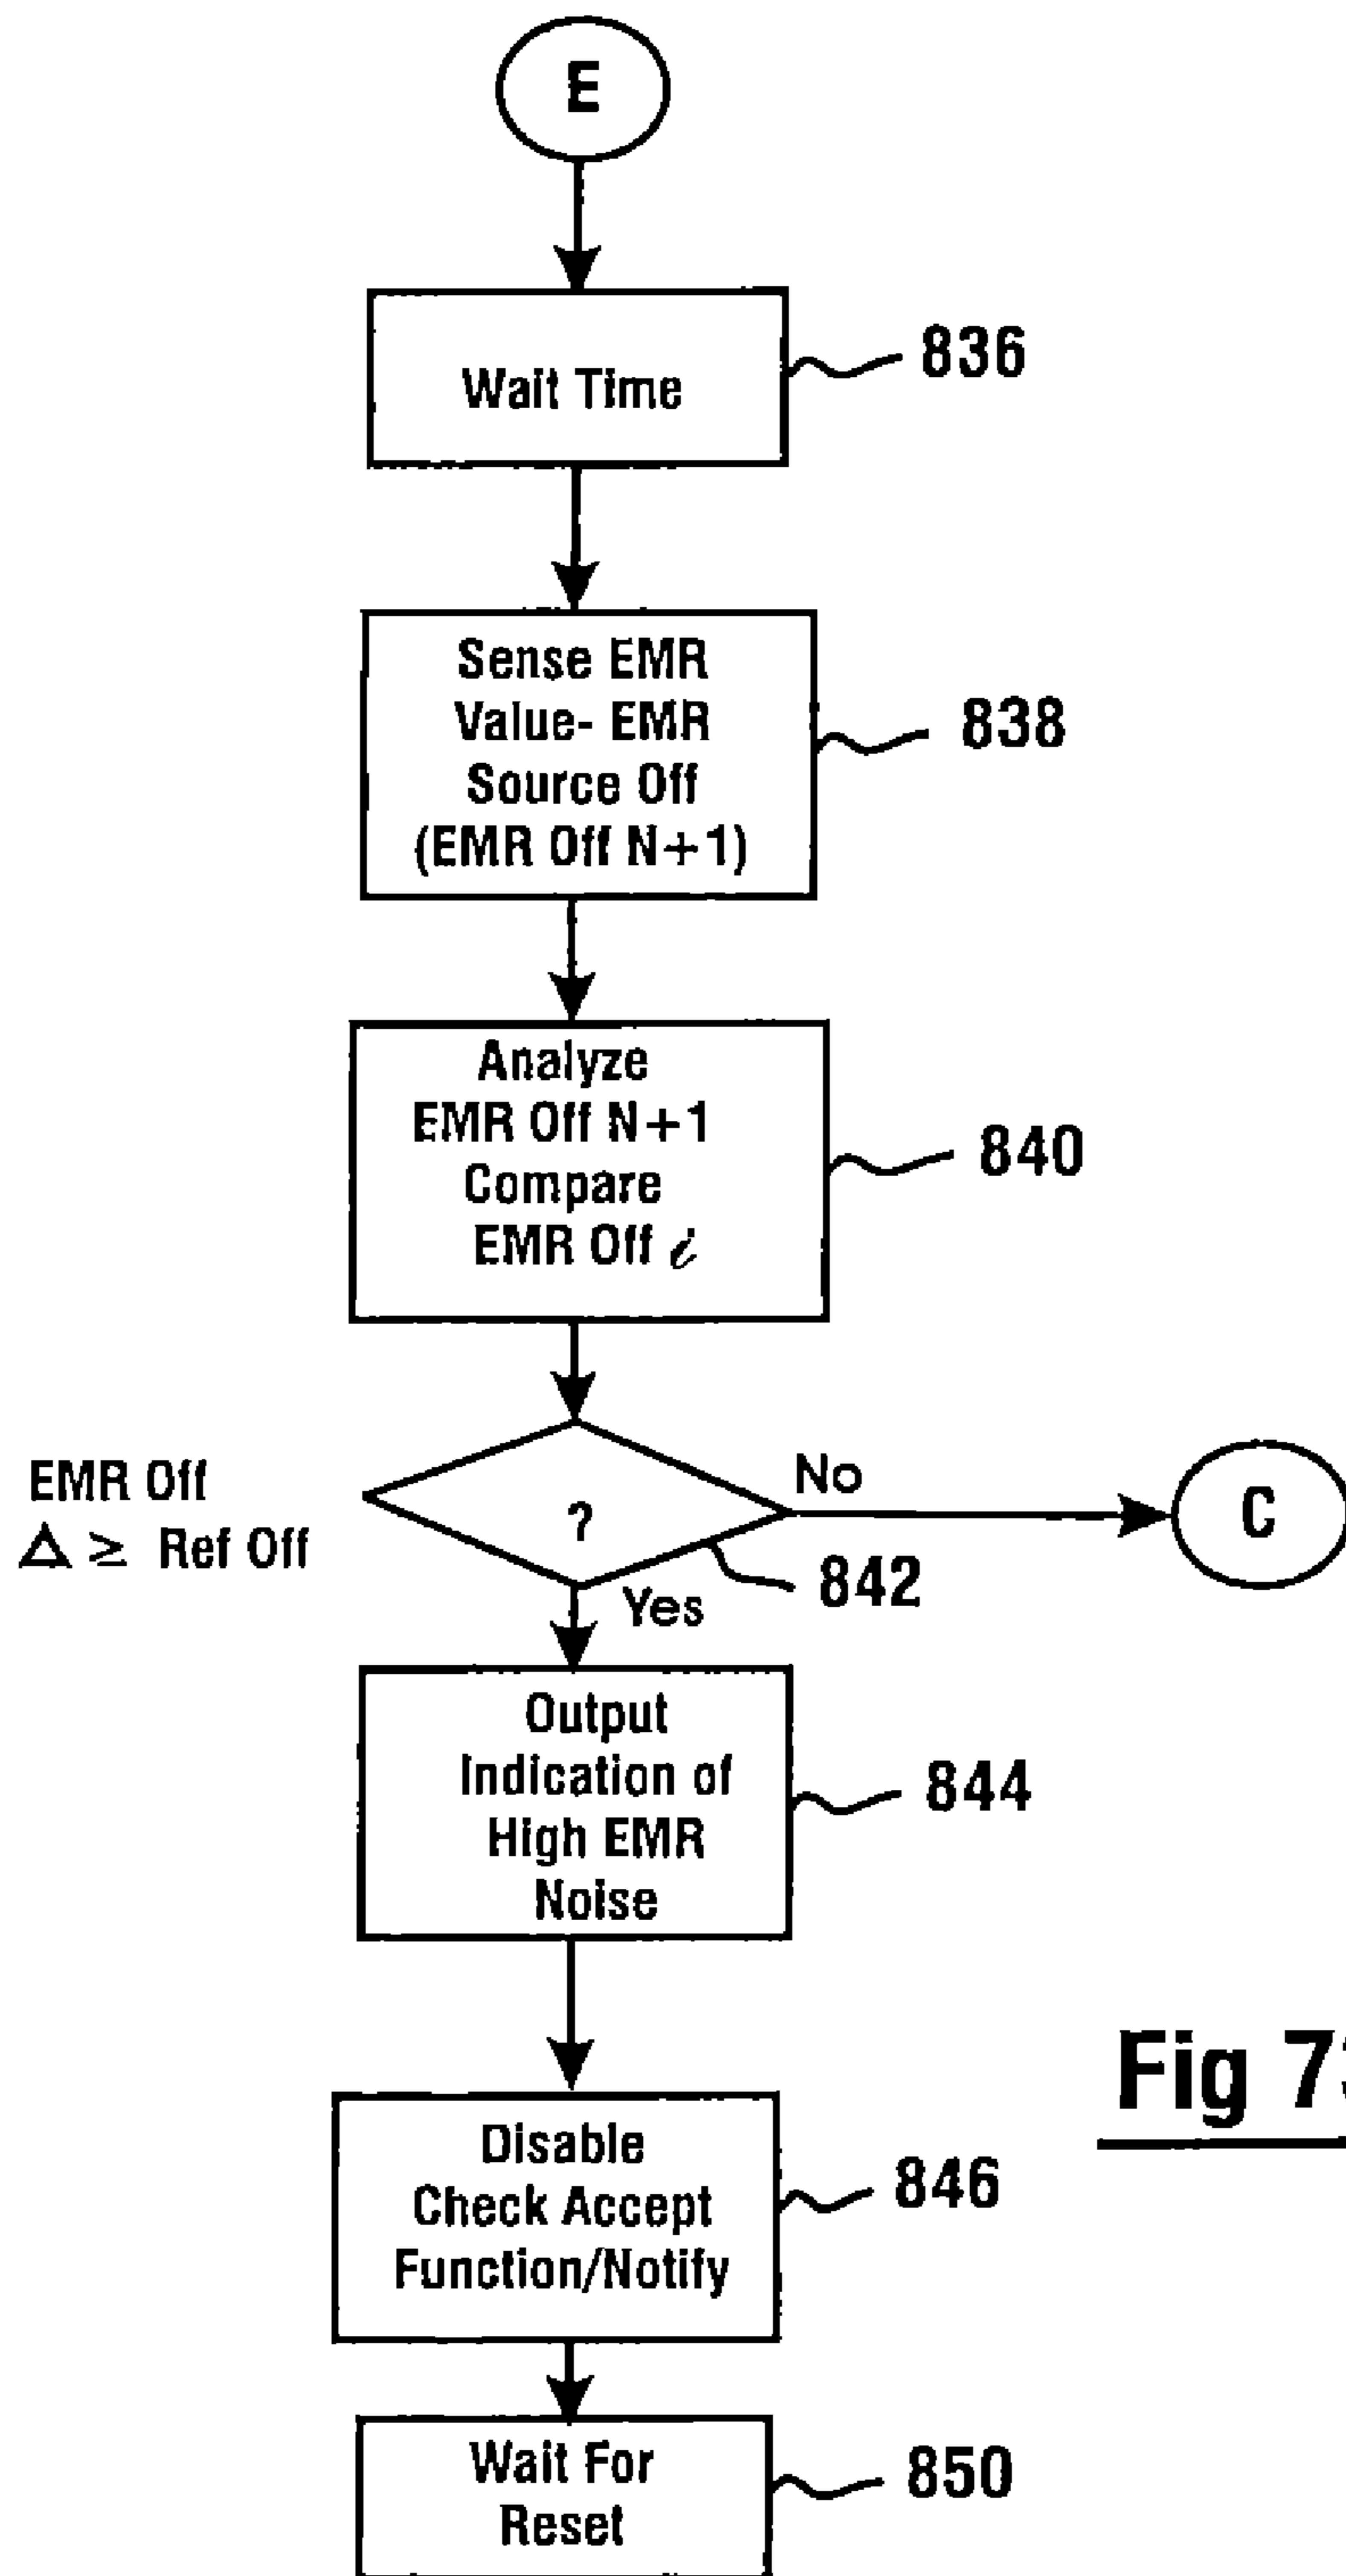 E
Wait Time
836
Sense EMR
Value- EMR
Source Off
(EMR Off N+1)
838
Analyze
EMR Off N+1
Compare
EMR Off i
840
EMR Off
Δ ≥ Ref Off
?
No
C
842
Yes
Output
Indication of
High EMR
Noise
844
Fig 73
Disable
Check Accept
Function/Notify
846
Wait For
Reset
850